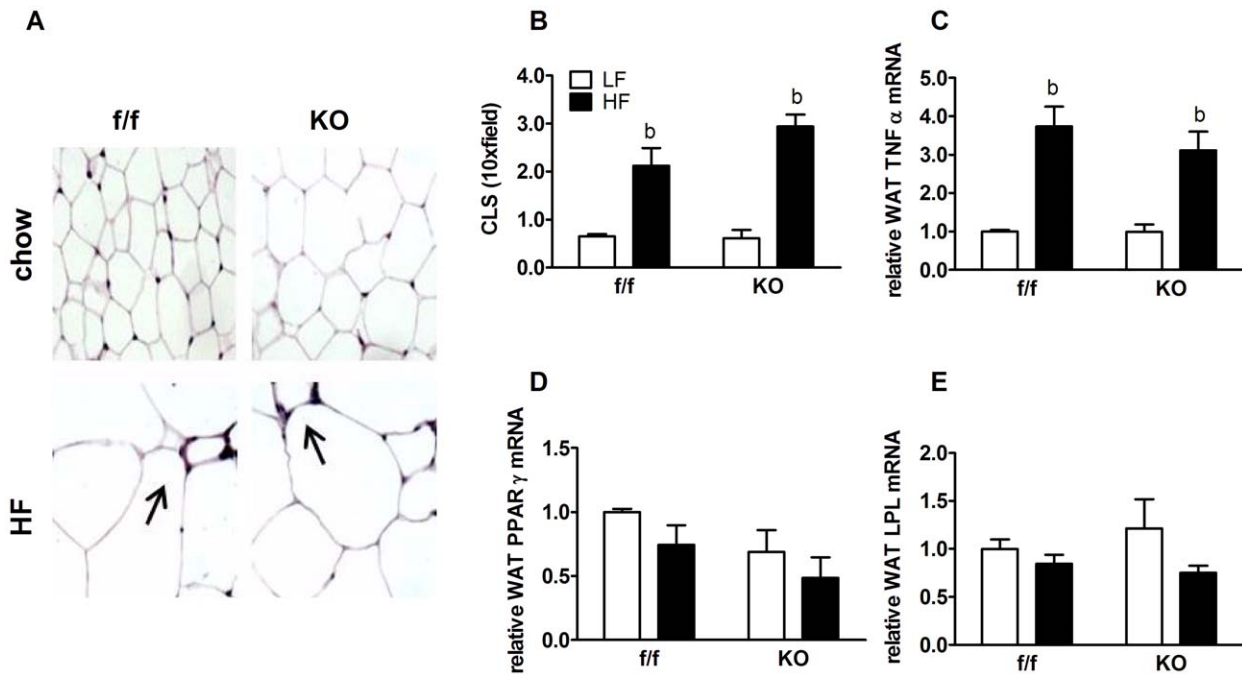 A
f/f KO
chow
HF
B
CLS (10xfield)
4.0
3.0
2.0
1.0
0.0
LF
HF
b
b
f/f KO
C
relative WAT TNF α mRNA
5.0
4.0
3.0
2.0
1.0
0.0
b
b
f/f KO
D
relative WAT PPAR γ mRNA
1.5
1.0
0.5
0.0
f/f KO
E
relative WAT LPL mRNA
2.0
1.5
1.0
0.5
0.0
f/f KO